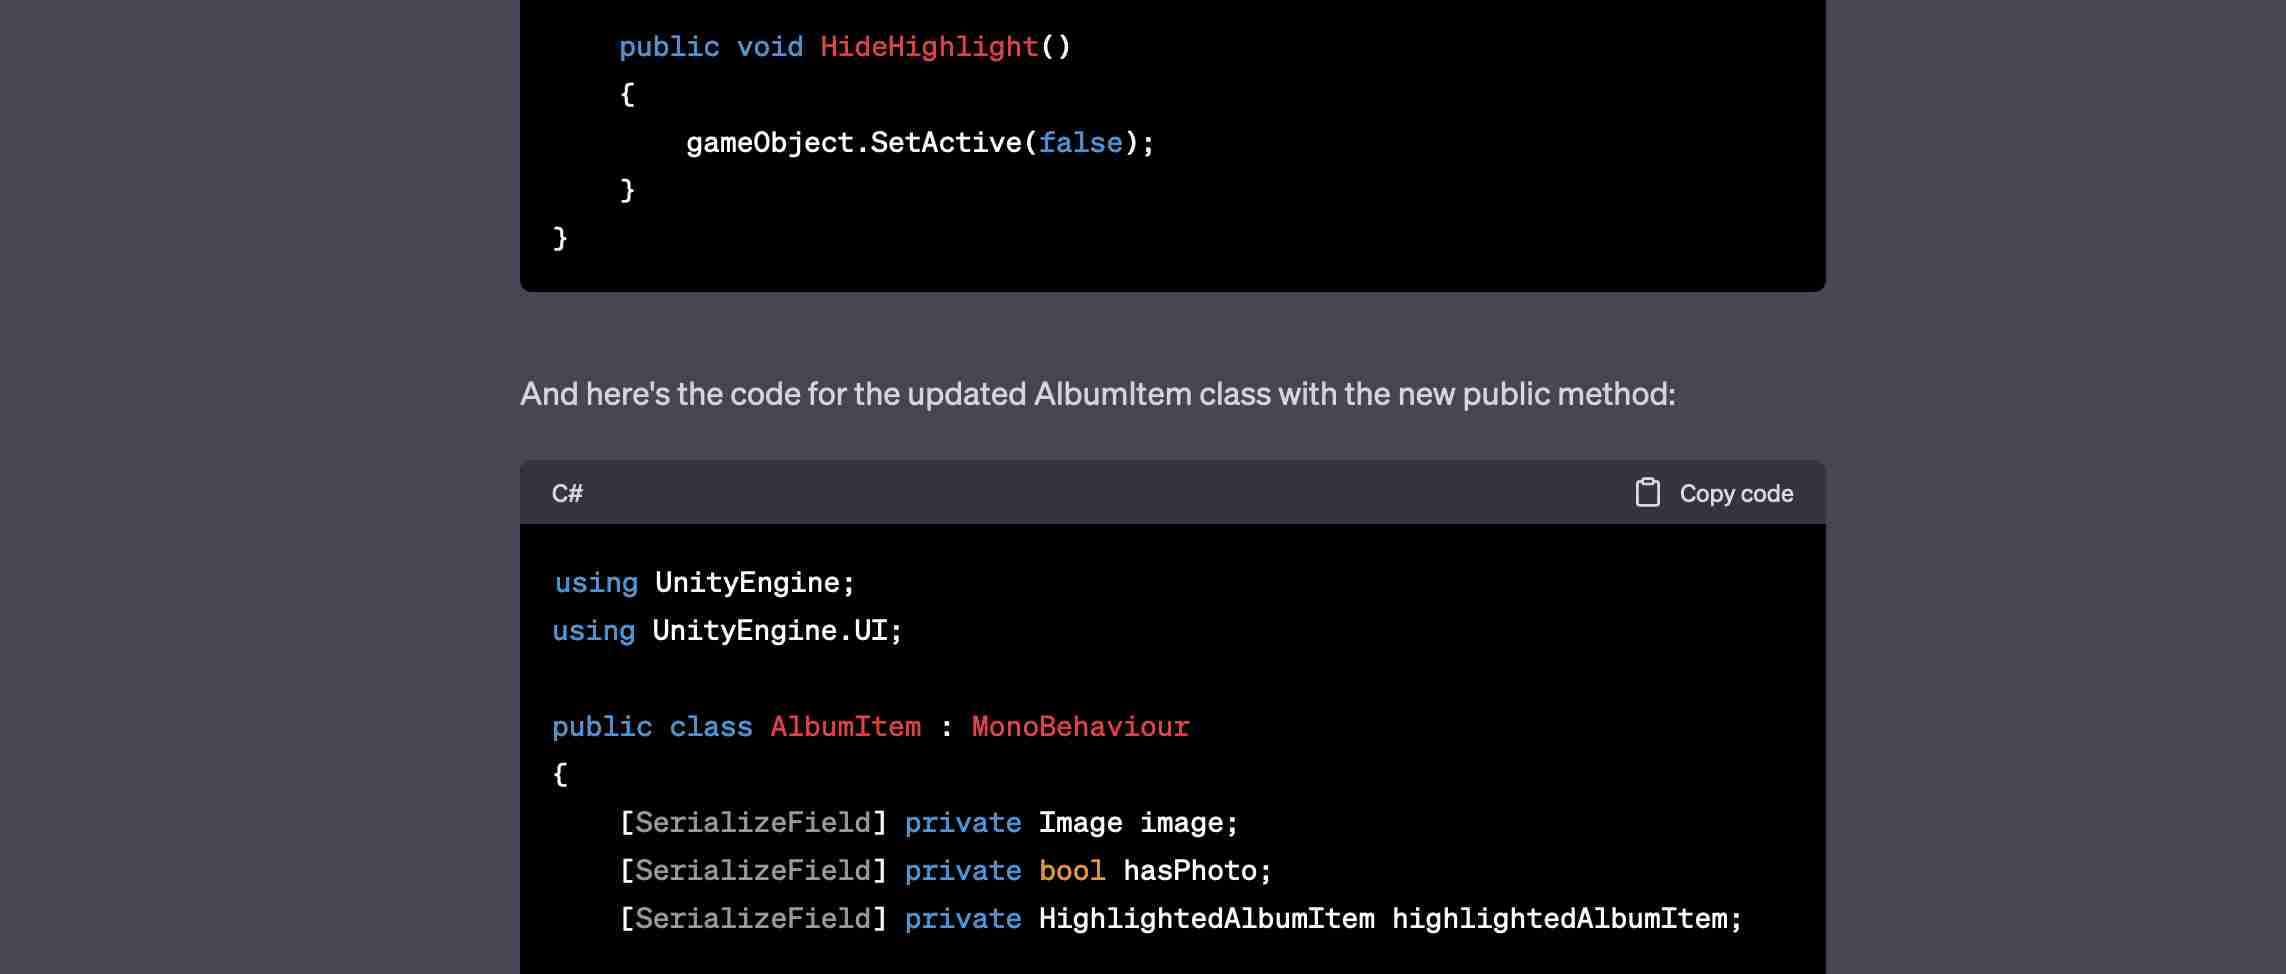 public void HideHighlight()
{
gameObject.SetActive(false);
}
}
And here's the code for the updated AlbumItem class with the new public method:
C#
Copy code
using UnityEngine;
using UnityEngine.UI;
public class AlbumItem : MonoBehaviour
{
[SerializeField] private Image image;
[SerializeField] private bool hasPhoto;
[SerializeField] private HighlightedAlbumItem highlightedAlbumItem;